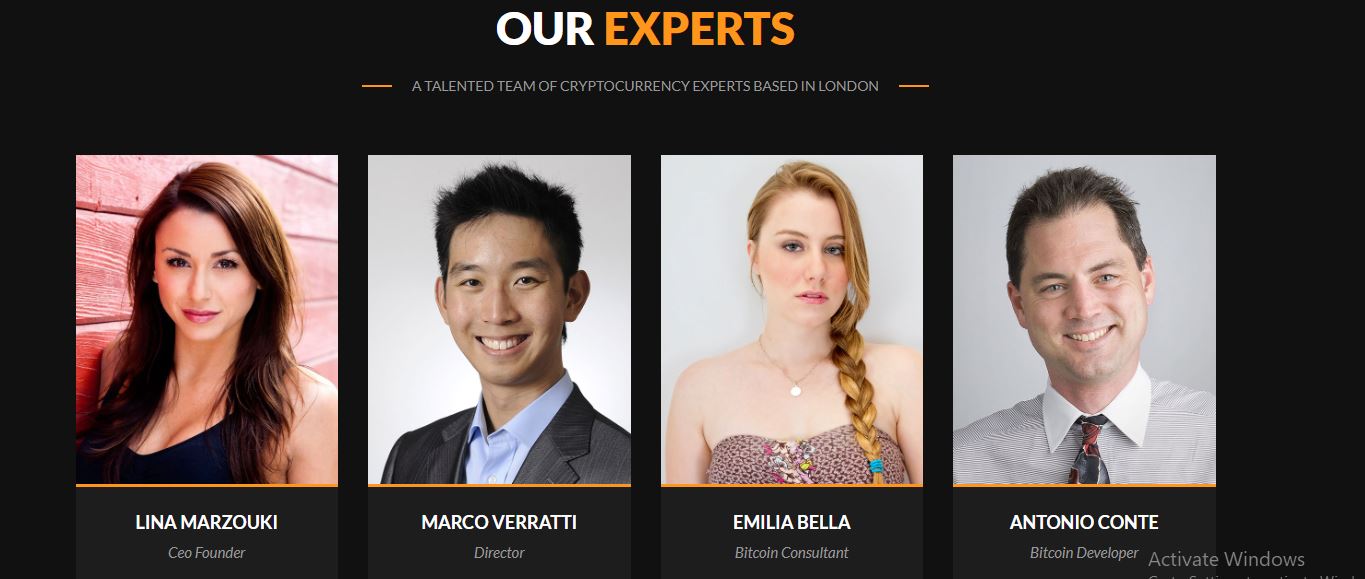 OUR EXPERTS
A TALENTED TEAM OF CRYPTOCURRENCY EXPERTS BASED IN LONDON
LINA MARZOUKI
Ceo Founder
MARCO VERRATTI
Director
EMILIA BELLA
Bitcoin Consultant
ANTONIO CONTE
Bitcoin Developer
Activate Windows